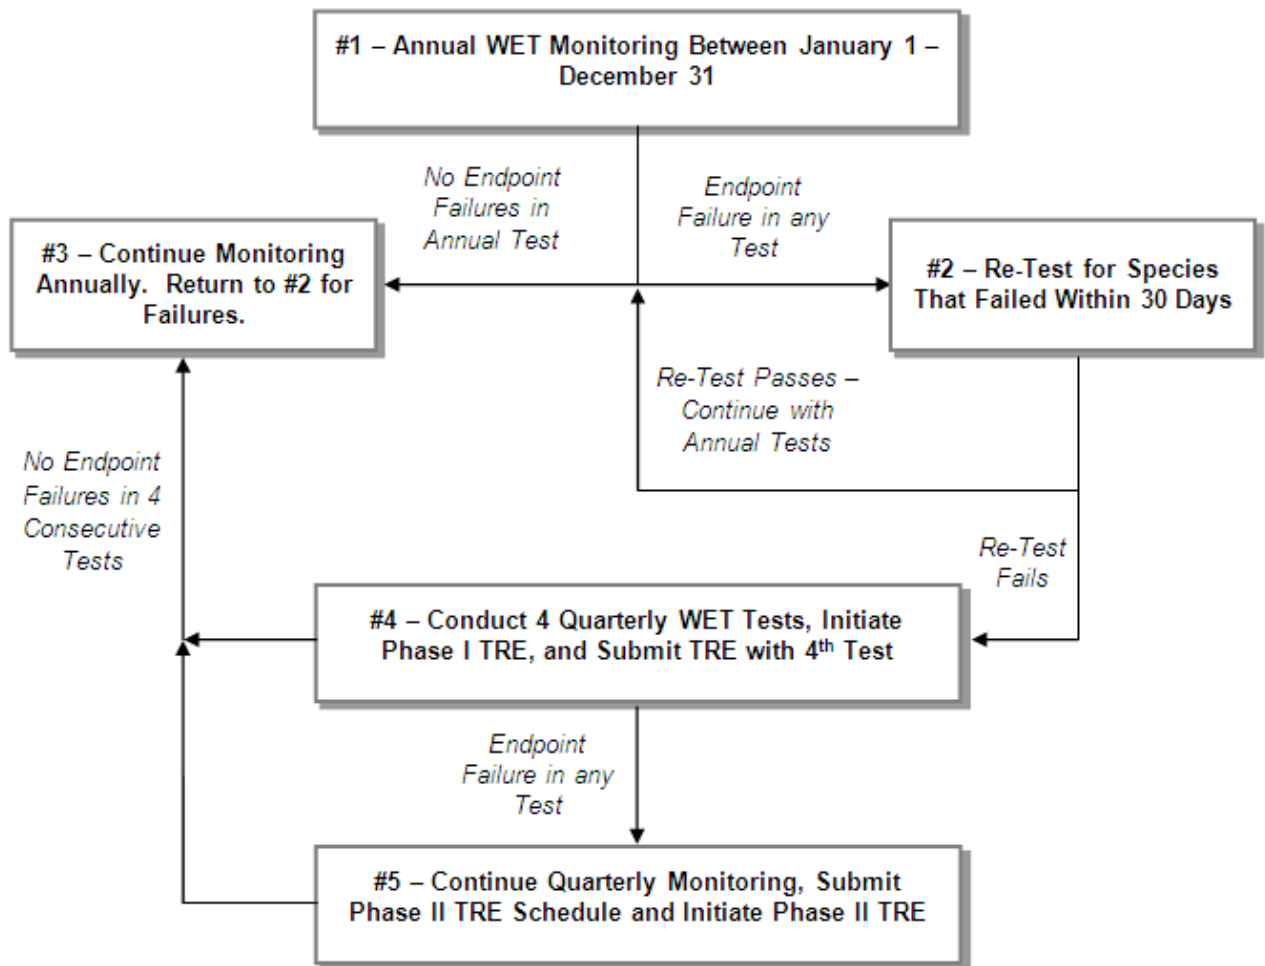 #1 – Annual WET Monitoring Between January 1 –
December 31
No Endpoint
Failures in
Annual Test
Endpoint
Failure in any
Test
#3 – Continue Monitoring
Annually.  Return to #2 for
Failures.
#2 – Re-Test for Species
That Failed Within 30 Days
Re-Test Passes –
Continue with
Annual Tests
No Endpoint
Failures in 4
Consecutive
Tests
Re-Test
Fails
#4 – Conduct 4 Quarterly WET Tests, Initiate
Phase I TRE, and Submit TRE with 4th Test
Endpoint
Failure in any
Test
#5 – Continue Quarterly Monitoring, Submit
Phase II TRE Schedule and Initiate Phase II TRE